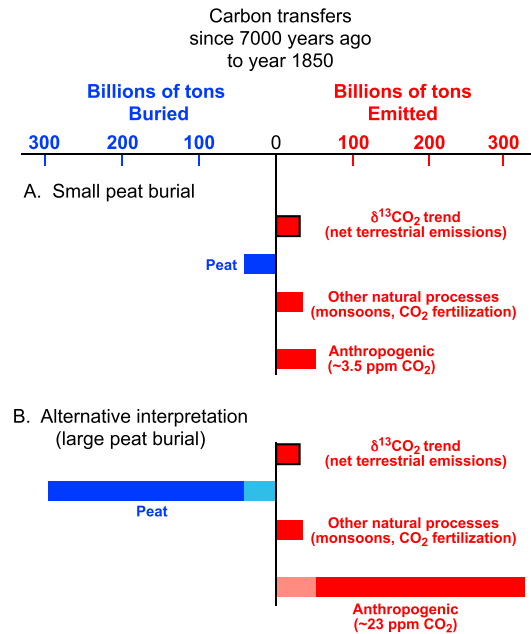 Carbon transfers
since 7000 years ago
to year 1850
Billions of tons
Buried
Billions of tons
Emitted
300 200 100 0 100 200 300
A. Small peat burial
δ¹³CO₂ trend
(net terrestrial emissions)
Peat
Other natural processes
(monsoons, CO₂ fertilization)
Anthropogenic
(~3.5 ppm CO₂)
B. Alternative interpretation
(large peat burial)
δ¹³CO₂ trend
(net terrestrial emissions)
Peat
Other natural processes
(monsoons, CO₂ fertilization)
Anthropogenic
(~23 ppm CO₂)